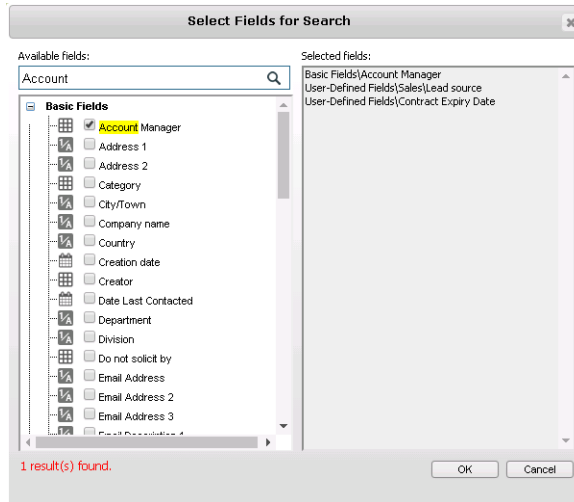 Select Fields for Search
Available fields:
Account
Basic Fields
Account Manager
Address 1
Address 2
Category
City/Town
Company name
Country
Creation date
Creator
Date Last Contacted
Department
Division
Do not solicit by
Email Address
Email Address 2
Email Address 3
1 result(s) found.
Selected fields:
Basic Fields\Account Manager
User-Defined Fields\Sales\Lead source
User-Defined Fields\Contract Expiry Date
OK
Cancel